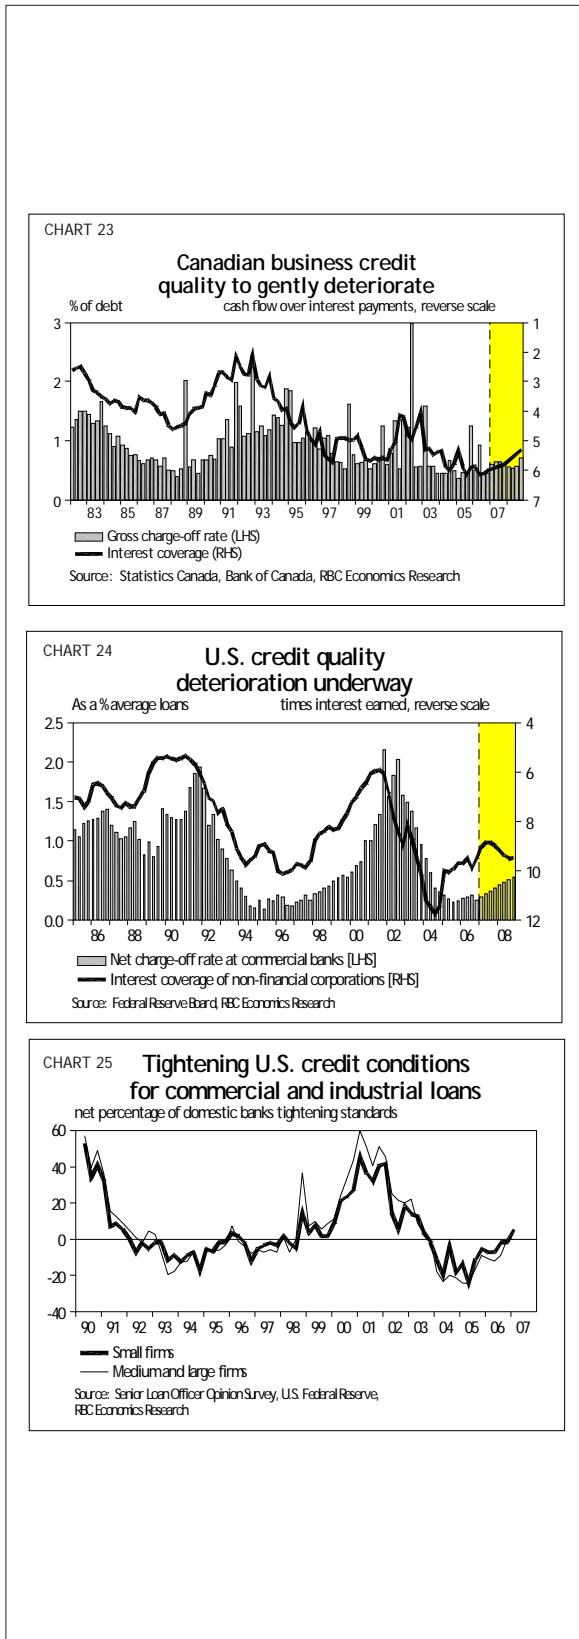 CHART 23
Canadian business credit
quality to gently deteriorate
% of debt cash flow over interest payments, reverse scale
3 1
2
2 3
4
1 5
6
0 7
83 85 87 89 91 93 95 97 99 01 03 05 07
Gross charge-off rate (LHS)
Interest coverage (RHS)
Source: Statistics Canada, Bank of Canada, RBC Economics Research
CHART 24
U.S. credit quality
deterioration underway
As a % average loans times interest earned, reverse scale
2.5 4
2.0 6
1.5 8
1.0
0.5 10
0.0 12
86 88 90 92 94 96 98 00 02 04 06 08
Net charge-off rate at commercial banks [LHS]
Interest coverage of non-financial corporations [RHS]
Source: Federal Reserve Board, RBC Economics Research
CHART 25
Tightening U.S. credit conditions
for commercial and industrial loans
net percentage of domestic banks tightening standards
60
40
20
0
-20
-40
90 91 92 93 94 95 96 97 98 99 00 01 02 03 04 05 06 07
Small firms
Medium and large firms
Source: Senior Loan Officer Opinion Survey, U.S. Federal Reserve,
RBC Economics Research